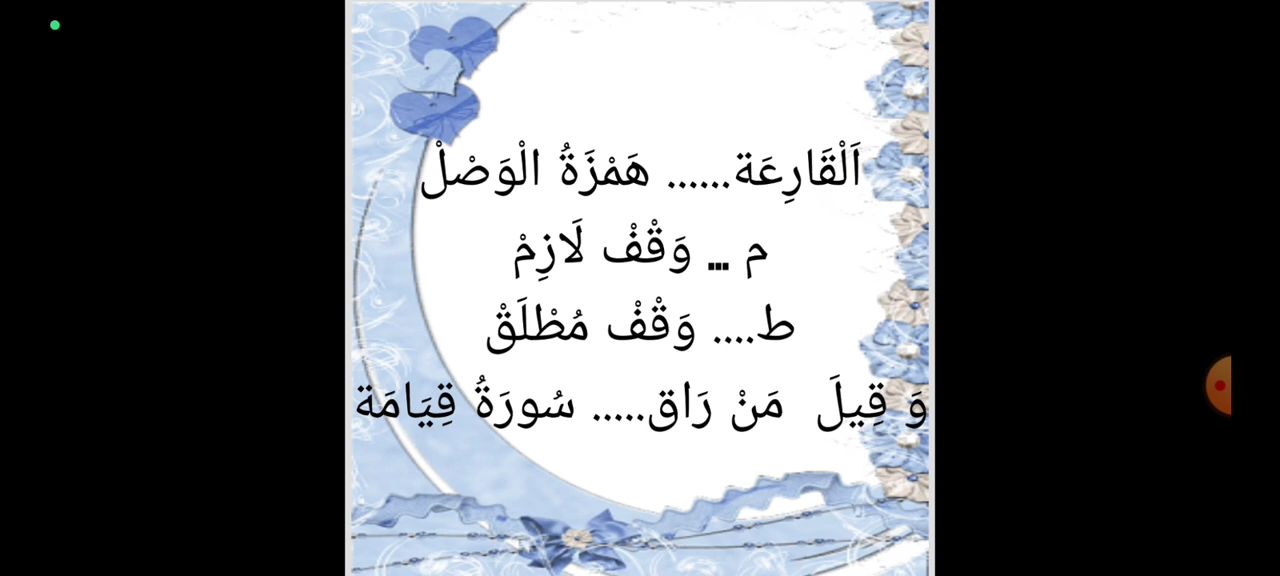 اَلْقَارِعَة...... هَمْزَةُ الْوَصْلْ
م ... وَقْفْ لَازِمْ
ط.... وَقْفْ مُطْلَقْ
وَ قِيلَ مَنْ رَاق..... سُورَةُ قِيَامَة